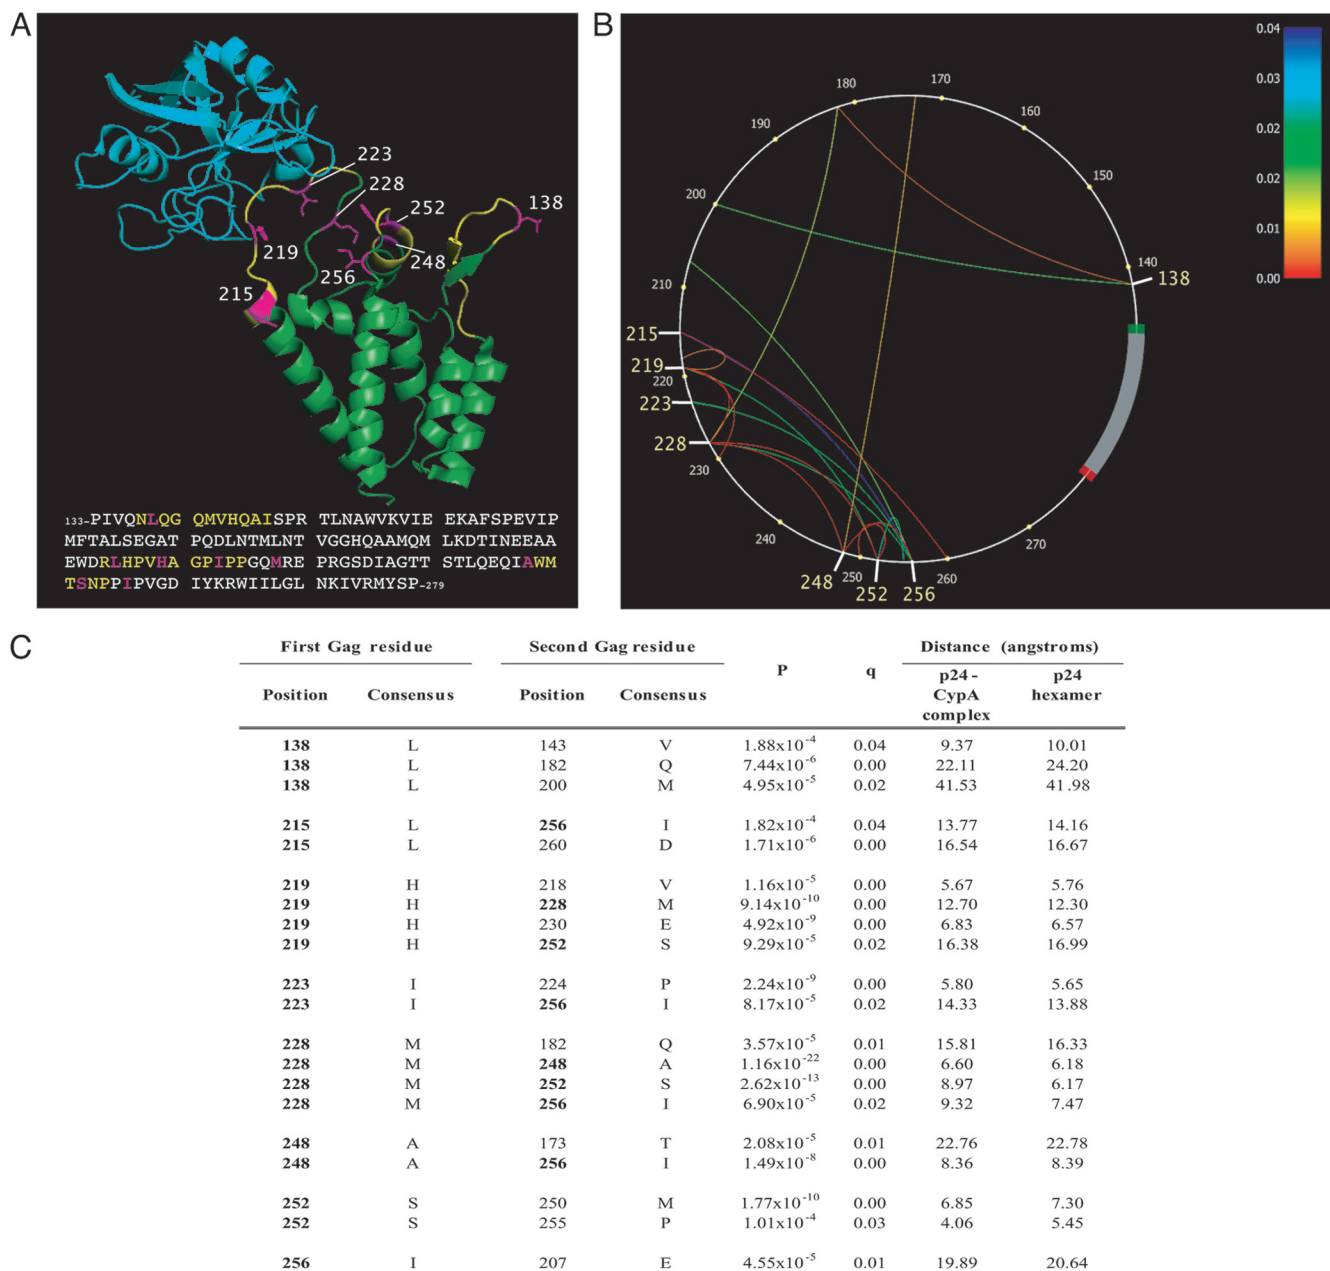 A
223
228
138
252
219
248
256
215
133-PIVQNLQG QMVHQAISPR TLNAWVKVIE EKAFSPEVIP
MFTALSEGAT PQDLNTMLNT VGGHQAAMQM LKDTINEEAA
EWDRLHPVHA GPIPPGQMRE PRGSDIAGTT STLQEQIAWM
TSNPPIPVGD IYKRWIILGL NKIVRMYSP-279
B
0.04
0.03
0.02
0.02
0.01
0.01
0.00
180
170
190
160
150
200
140
138
210
215
219
220
223
228
230
240
270
248
250
252
256
260
C
First Gag residue Second Gag residue P q Distance (angstroms)
Position Consensus Position Consensus p24 - CypA complex p24 hexamer
138 L 143 V 1.88x10-4 0.04 9.37 10.01
138 L 182 Q 7.44x10-6 0.00 22.11 24.20
138 L 200 M 4.95x10-5 0.02 41.53 41.98
215 L 256 I 1.82x10-4 0.04 13.77 14.16
215 L 260 D 1.71x10-6 0.00 16.54 16.67
219 H 218 V 1.16x10-5 0.00 5.67 5.76
219 H 228 M 9.14x10-10 0.00 12.70 12.30
219 H 230 E 4.92x10-9 0.00 6.83 6.57
219 H 252 S 9.29x10-5 0.02 16.38 16.99
223 I 224 P 2.24x10-9 0.00 5.80 5.65
223 I 256 I 8.17x10-5 0.02 14.33 13.88
228 M 182 Q 3.57x10-5 0.01 15.81 16.33
228 M 248 A 1.16x10-22 0.00 6.60 6.18
228 M 252 S 2.62x10-13 0.00 8.97 6.17
228 M 256 I 6.90x10-5 0.02 9.32 7.47
248 A 173 T 2.08x10-5 0.01 22.76 22.78
248 A 256 I 1.49x10-8 0.00 8.36 8.39
252 S 250 M 1.77x10-10 0.00 6.85 7.30
252 S 255 P 1.01x10-4 0.03 4.06 5.45
256 I 207 E 4.55x10-5 0.01 19.89 20.64